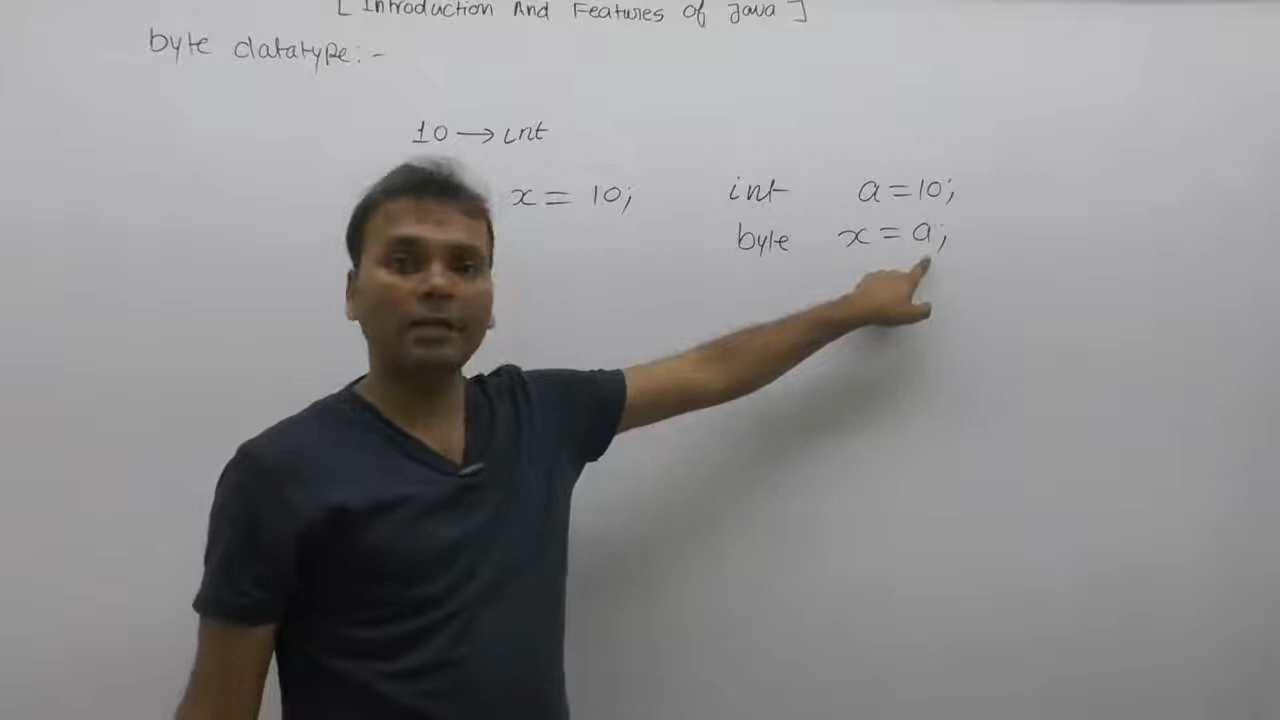 [ Introduction And Features Of Java ]
byte datatype:-
10 → int
x = 10;
int a = 10;
byte x = a;